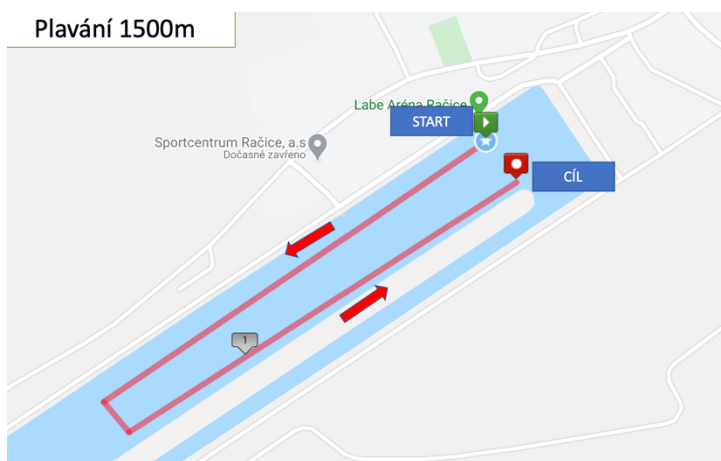 Plavání 1500m
Labe Aréna Račice
START
Sportcentrum Račice, a.s
Dočasně zavřeno
CÍL
1